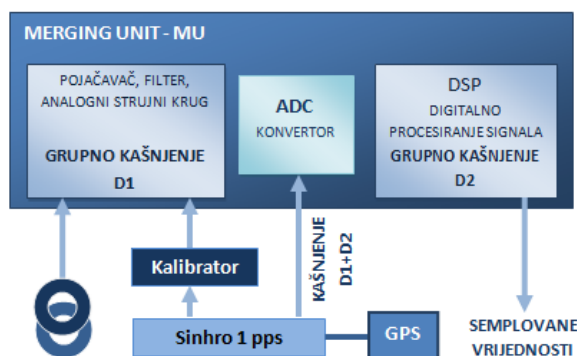 MERGING UNIT - MU
POJAČAVAČ, FILTER,
ANALOGNI STRUJNI KRUG
GRUPNO KAŠNJENJE
D1
ADC
KONVERTOR
DSP
DIGITALNO
PROCESIRANJE SIGNALA
GRUPNO KAŠNJENJE
D2
Kalibrator
KAŠNJENJE
D1+D2
Sinhro 1 pps
GPS
SEMPLOVANE
VRIJEDNOSTI